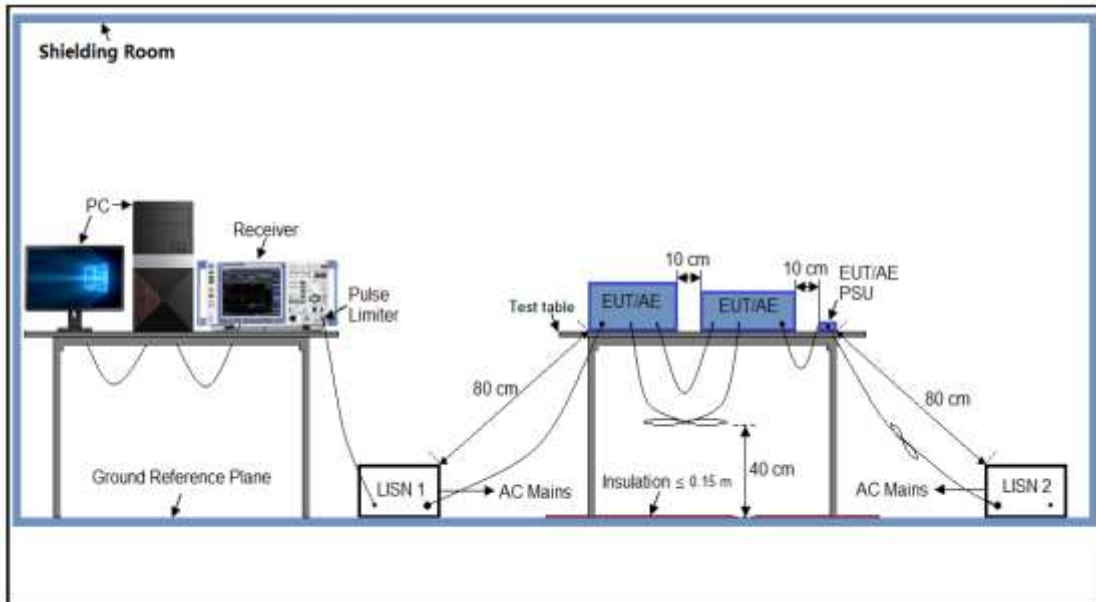 Shielding Room
PC
Receiver
Pulse
Limiter
10 cm
10 cm
EUT/AE
PSU
Test table
EUT/AE
EUT/AE
80 cm
80 cm
40 cm
Ground Reference Plane
LISN 1
AC Mains
Insulation ≤ 0.15 m
AC Mains
LISN 2